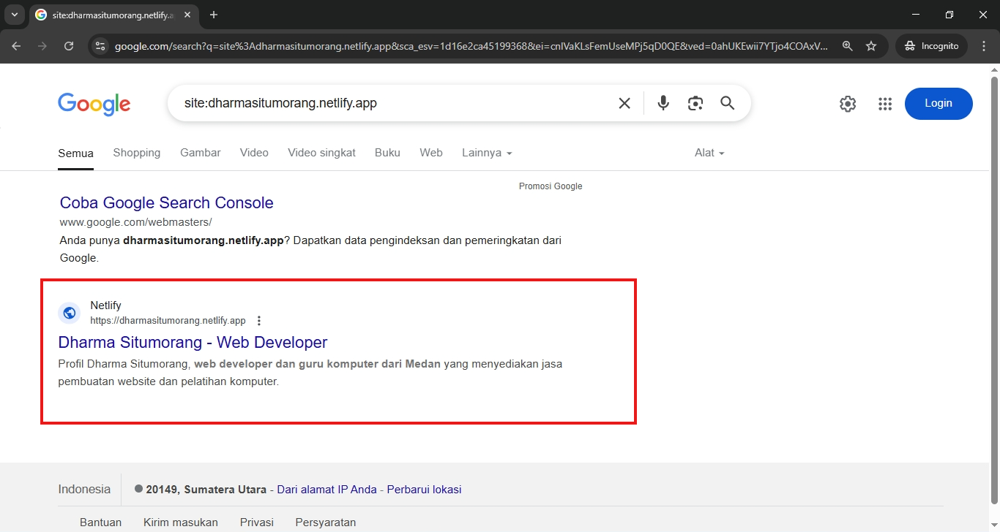 site:dharmasitumorang.netlify.a
google.com/search?q=site%3Adharmasitumorang.netlify.app&sca_esv=1d16e2ca45199368&ei=cnlVaKLsFemUseMPj5qD0QE&ved=0ahUKEwii7YTjo4COAxV...
Incognito
Google
site:dharmasitumorang.netlify.app
Login
Semua Shopping Gambar Video Video singkat Buku Web Lainnya Alat
Promosi Google
Coba Google Search Console
www.google.com/webmasters/
Anda punya dharmasitumorang.netlify.app? Dapatkan data pengindeksan dan pemeringkatan dari
Google.
Netlify
https://dharmasitumorang.netlify.app
Dharma Situmorang - Web Developer
Profil Dharma Situmorang, web developer dan guru komputer dari Medan yang menyediakan jasa
pembuatan website dan pelatihan komputer.
Indonesia 20149, Sumatera Utara - Dari alamat IP Anda - Perbarui lokasi
Bantuan Kirim masukan Privasi Persyaratan